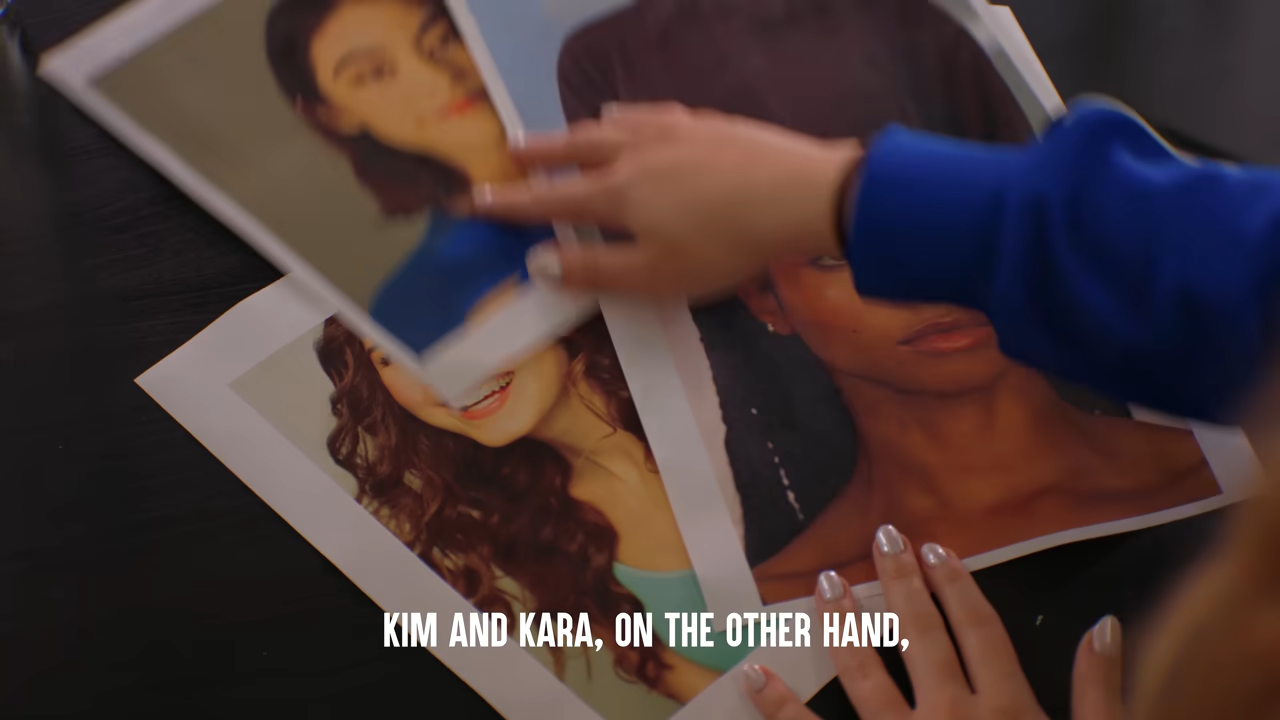 KIM AND KARA, ON THE OTHER HAND,